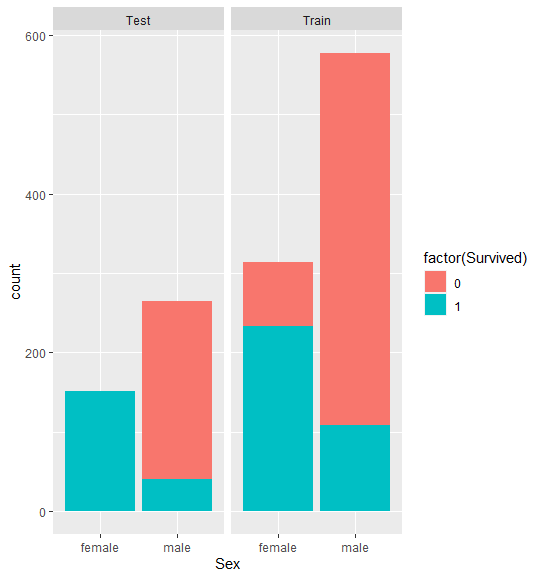 Test
Train
600
400
200
0
count
female
male
female
male
Sex
factor(Survived)
0
1